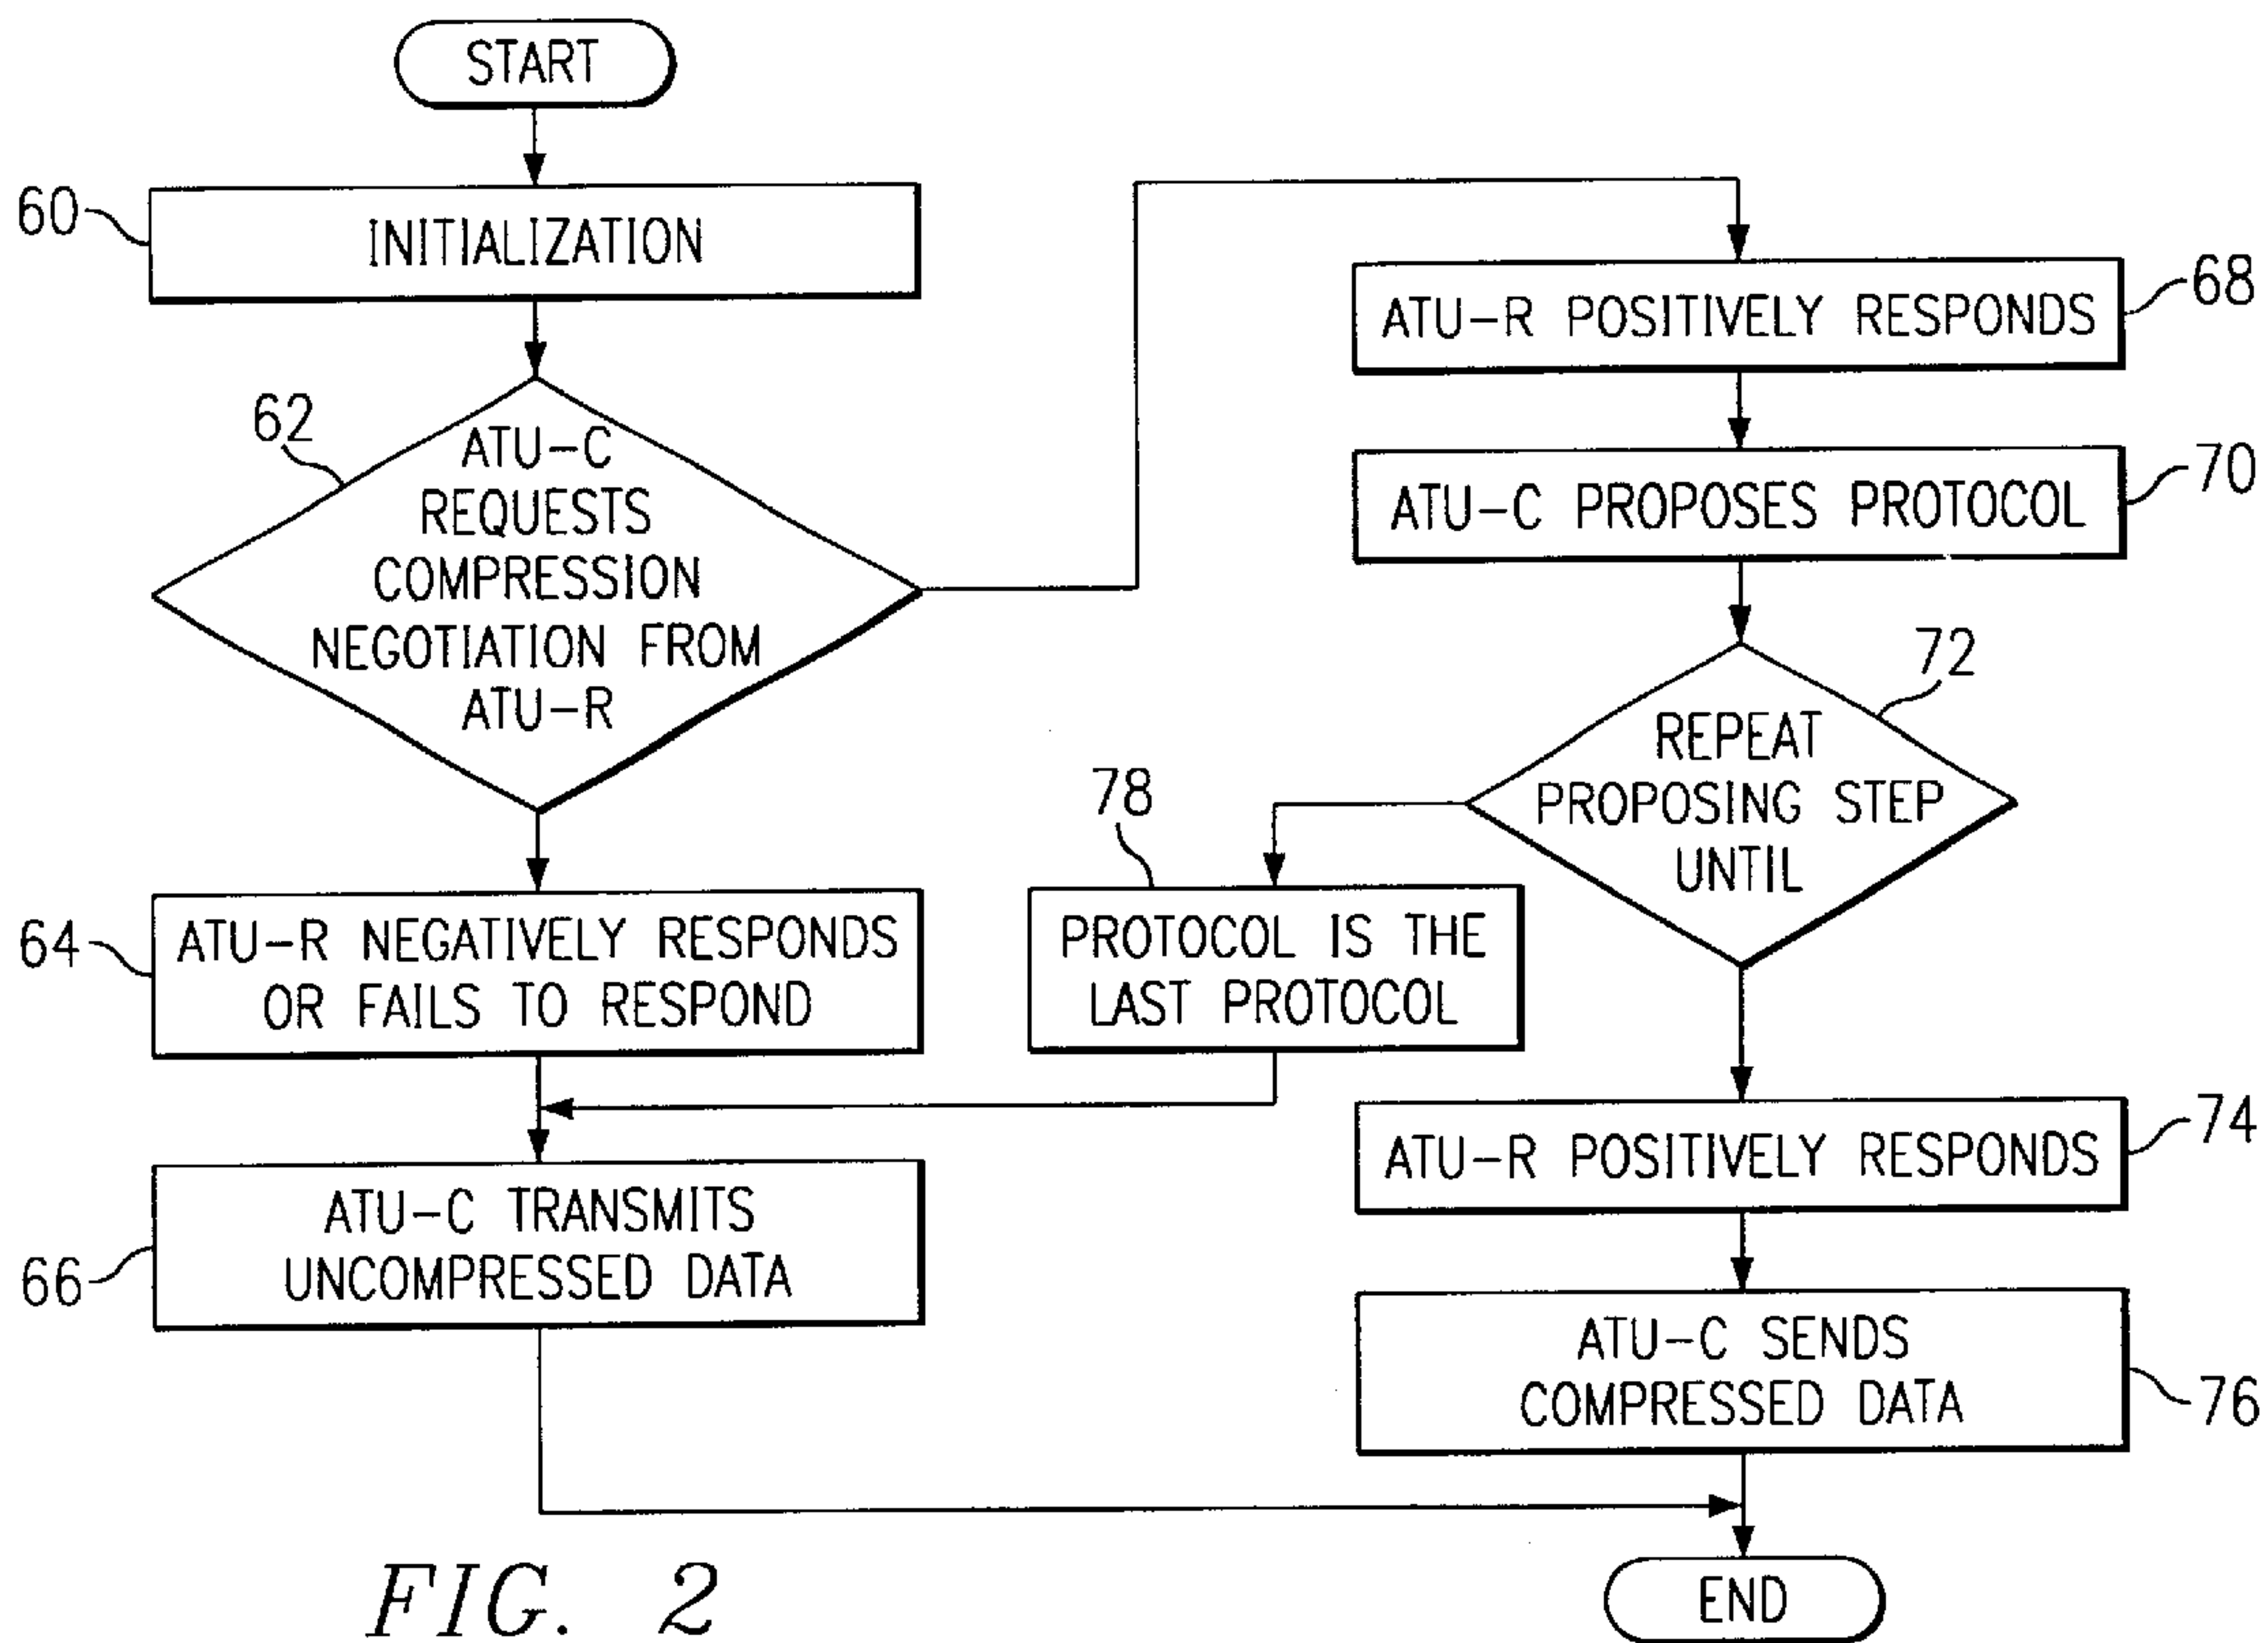 START
60
INITIALIZATION
62
ATU-C
REQUESTS
COMPRESSION
NEGOTIATION FROM
ATU-R
64
ATU-R NEGATIVELY RESPONDS
OR FAILS TO RESPOND
66
ATU-C TRANSMITS
UNCOMPRESSED DATA
68
ATU-R POSITIVELY RESPONDS
70
ATU-C PROPOSES PROTOCOL
72
REPEAT
PROPOSING STEP
UNTIL
78
PROTOCOL IS THE
LAST PROTOCOL
74
ATU-R POSITIVELY RESPONDS
76
ATU-C SENDS
COMPRESSED DATA
END
FIG. 2